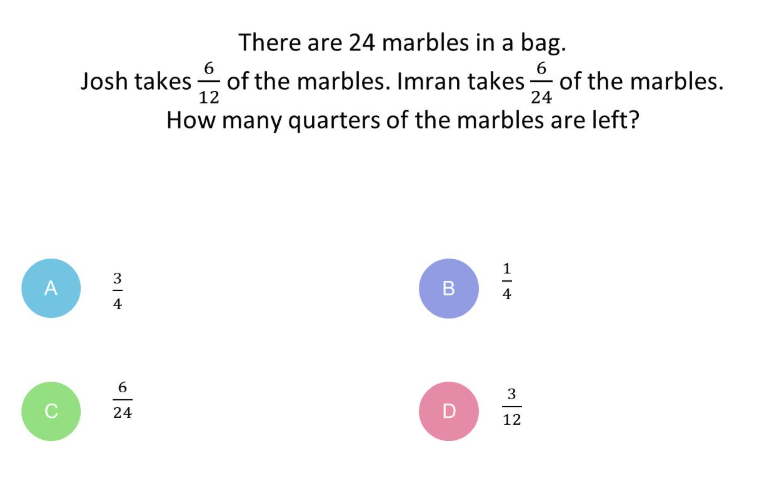 There are 24 marbles in a bag.
Josh takes 6/12 of the marbles. Imran takes 6/24 of the marbles.
How many quarters of the marbles are left?
A 3/4
B 1/4
C 6/24
D 3/12